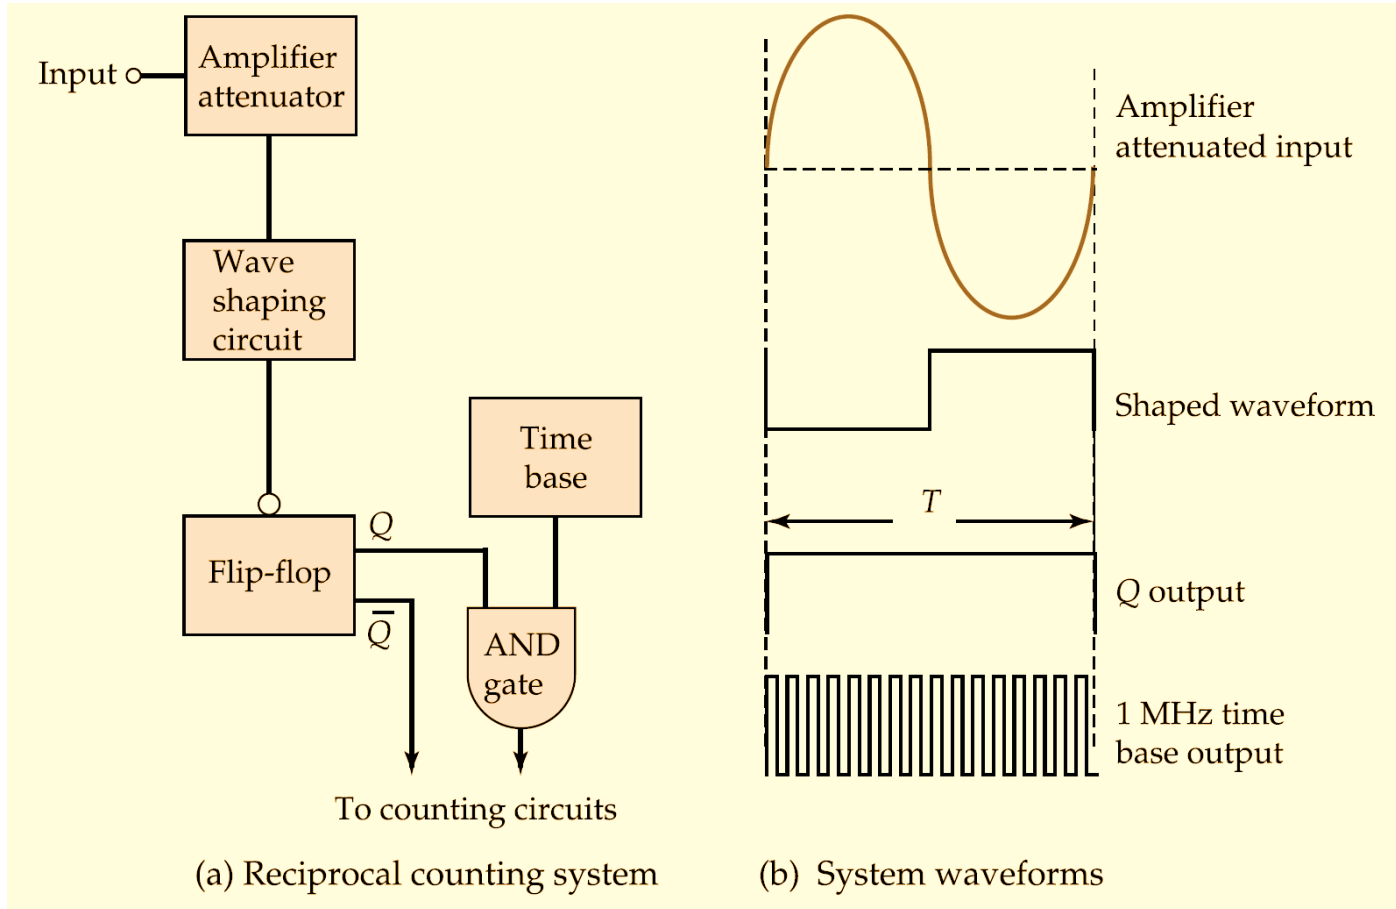 Input
Amplifier
attenuator
Wave
shaping
circuit
Time
base
Flip-flop
Q
Q̅
AND
gate
To counting circuits
(a) Reciprocal counting system
Amplifier
attenuated input
Shaped waveform
T
Q output
1 MHz time
base output
(b) System waveforms